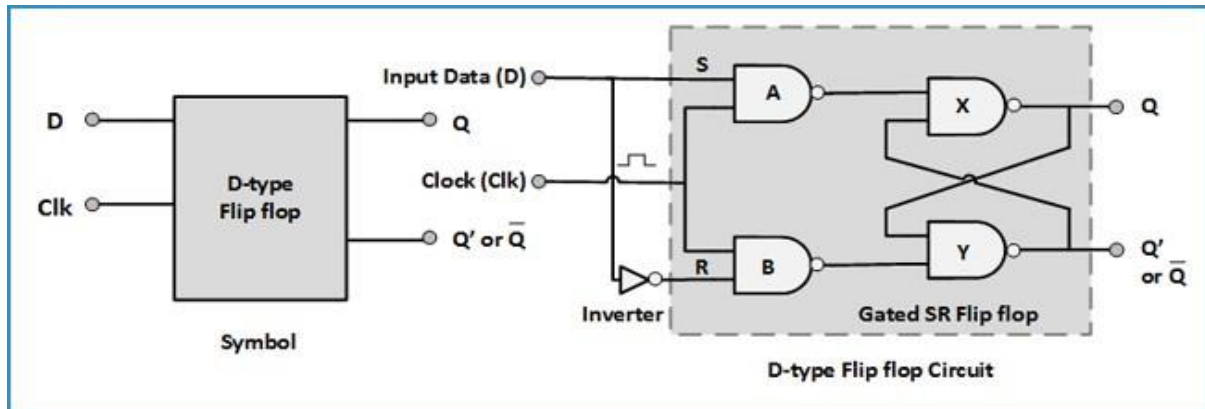 D
Clk
D-type
Flip flop
Q
Q’ or Q̅
Symbol
Input Data (D)
Clock (Clk)
Inverter
S
R
A
B
X
Y
Q
Q’
or Q̅
Gated SR Flip flop
D-type Flip flop Circuit